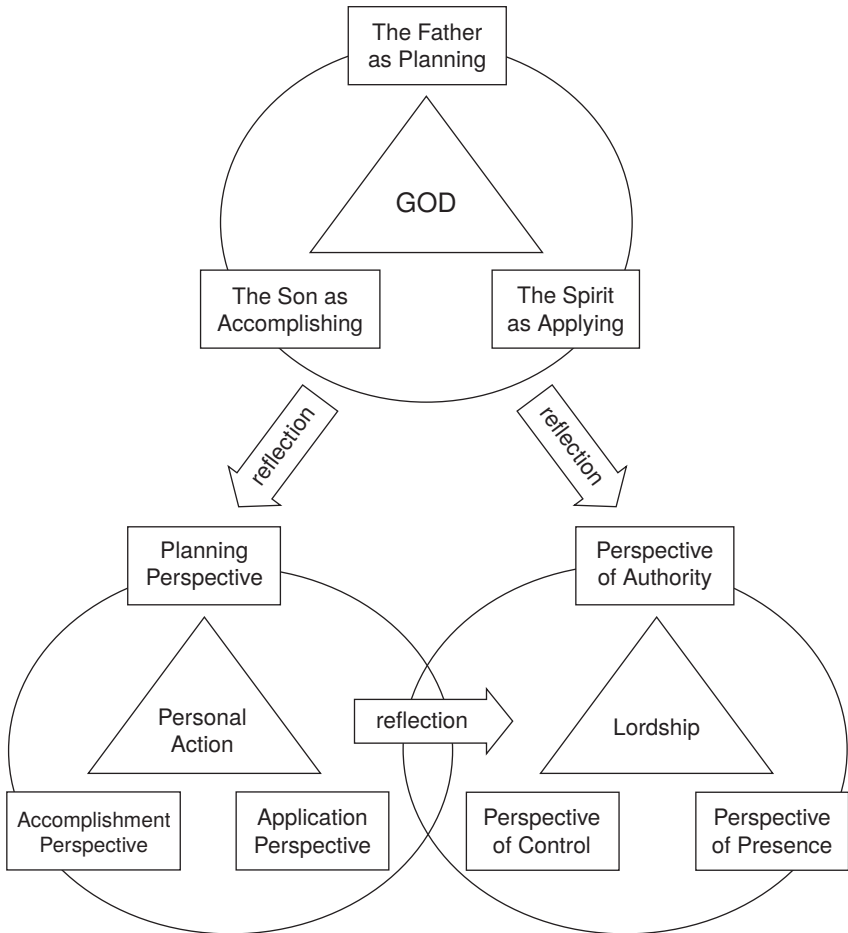 The Father
as Planning
GOD
The Son as
Accomplishing
The Spirit
as Applying
reflection
reflection
Planning
Perspective
Perspective
of Authority
Personal
Action
reflection
Lordship
Accomplishment
Perspective
Application
Perspective
Perspective
of Control
Perspective
of Presence